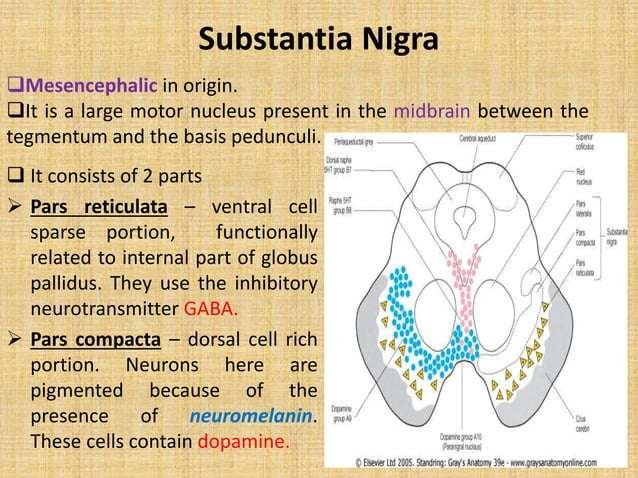 Substantia Nigra
❑Mesencephalic in origin.
❑It is a large motor nucleus present in the midbrain between the
tegmentum and the basis pedunculi.
❑ It consists of 2 parts
➢ Pars reticulata – ventral cell
sparse portion, functionally
related to internal part of globus
pallidus. They use the inhibitory
neurotransmitter GABA.
➢ Pars compacta – dorsal cell rich
portion. Neurons here are
pigmented because of the
presence of neuromelanin.
These cells contain dopamine.
Periaqueductal grey
Cerebral aqueduct
Superior
colliculus
Dorsal raphe
5HT group B7
Raphe 5HT
group B8
Red
nucleus
Pars
lateralis
Pars
compacta
Pars
reticulata
Substantia
nigra
Dopamine
group A9
Dopamine group A10
(Paranigral nucleus)
Crus
cerebri
© Elsevier Ltd 2005. Standring: Gray's Anatomy 39e - www.graysanatomyonline.com